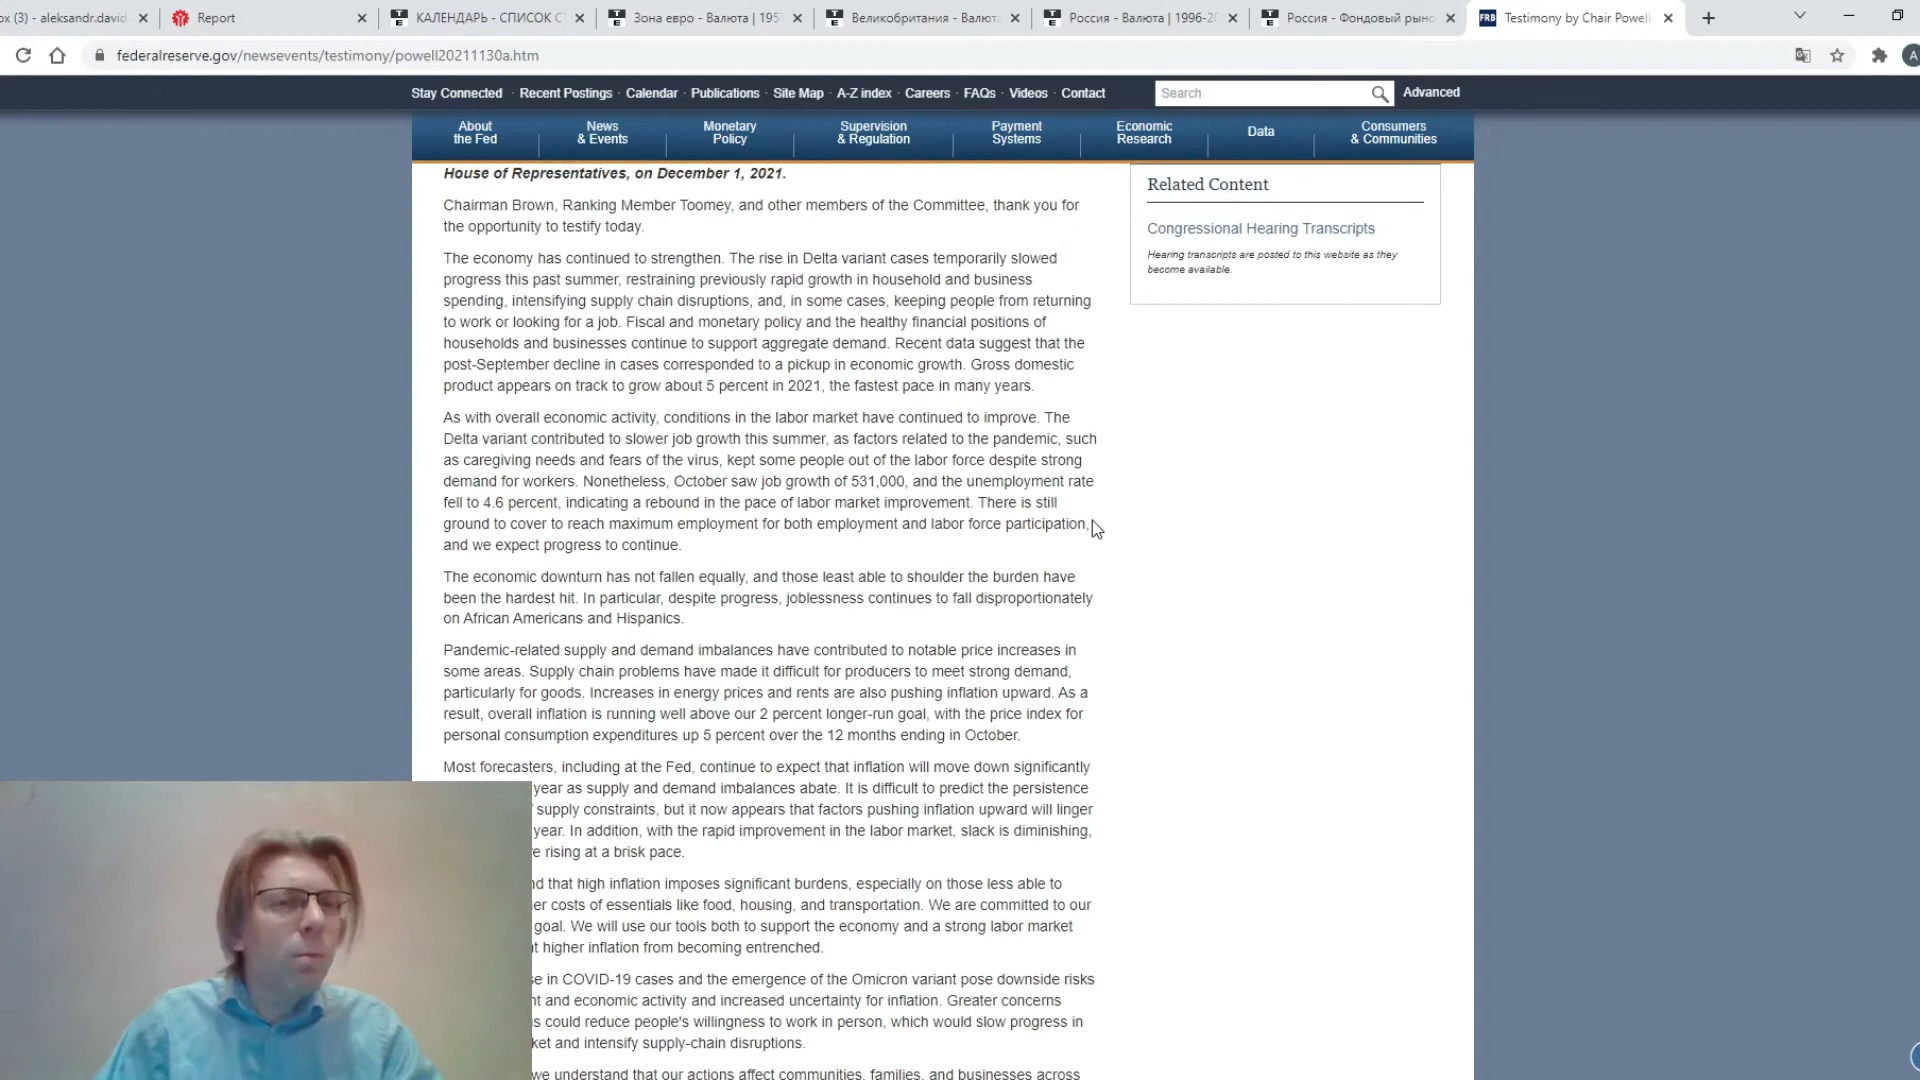 ox (3) - aleksandr.david
Report
КАЛЕНДАРЬ - СПИСОК С
Зона евро - Валюта | 195
Великобритания - Валют
Россия - Валюта | 1996-20
Россия - Фондовый рыно
FRB Testimony by Chair Powell
federalreserve.gov/newsevents/testimony/powell20211130a.htm
A
Stay Connected · Recent Postings · Calendar · Publications · Site Map · A-Z index · Careers · FAQs · Videos · Contact
Search
Advanced
About the Fed
News & Events
Monetary Policy
Supervision & Regulation
Payment Systems
Economic Research
Data
Consumers & Communities
House of Representatives, on December 1, 2021.
Chairman Brown, Ranking Member Toomey, and other members of the Committee, thank you for
the opportunity to testify today.
The economy has continued to strengthen. The rise in Delta variant cases temporarily slowed
progress this past summer, restraining previously rapid growth in household and business
spending, intensifying supply chain disruptions, and, in some cases, keeping people from returning
to work or looking for a job. Fiscal and monetary policy and the healthy financial positions of
households and businesses continue to support aggregate demand. Recent data suggest that the
post-September decline in cases corresponded to a pickup in economic growth. Gross domestic
product appears on track to grow about 5 percent in 2021, the fastest pace in many years.
As with overall economic activity, conditions in the labor market have continued to improve. The
Delta variant contributed to slower job growth this summer, as factors related to the pandemic, such
as caregiving needs and fears of the virus, kept some people out of the labor force despite strong
demand for workers. Nonetheless, October saw job growth of 531,000, and the unemployment rate
fell to 4.6 percent, indicating a rebound in the pace of labor market improvement. There is still
ground to cover to reach maximum employment for both employment and labor force participation,
and we expect progress to continue.
The economic downturn has not fallen equally, and those least able to shoulder the burden have
been the hardest hit. In particular, despite progress, joblessness continues to fall disproportionately
on African Americans and Hispanics.
Pandemic-related supply and demand imbalances have contributed to notable price increases in
some areas. Supply chain problems have made it difficult for producers to meet strong demand,
particularly for goods. Increases in energy prices and rents are also pushing inflation upward. As a
result, overall inflation is running well above our 2 percent longer-run goal, with the price index for
personal consumption expenditures up 5 percent over the 12 months ending in October.
Most forecasters, including at the Fed, continue to expect that inflation will move down significantly
year as supply and demand imbalances abate. It is difficult to predict the persistence
supply constraints, but it now appears that factors pushing inflation upward will linger
year. In addition, with the rapid improvement in the labor market, slack is diminishing,
e rising at a brisk pace.
nd that high inflation imposes significant burdens, especially on those less able to
er costs of essentials like food, housing, and transportation. We are committed to our
goal. We will use our tools both to support the economy and a strong labor market
t higher inflation from becoming entrenched.
e in COVID-19 cases and the emergence of the Omicron variant pose downside risks
nt and economic activity and increased uncertainty for inflation. Greater concerns
s could reduce people's willingness to work in person, which would slow progress in
ket and intensify supply-chain disruptions.
we understand that our actions affect communities, families, and businesses across
Related Content
Congressional Hearing Transcripts
Hearing transcripts are posted to this website as they
become available.